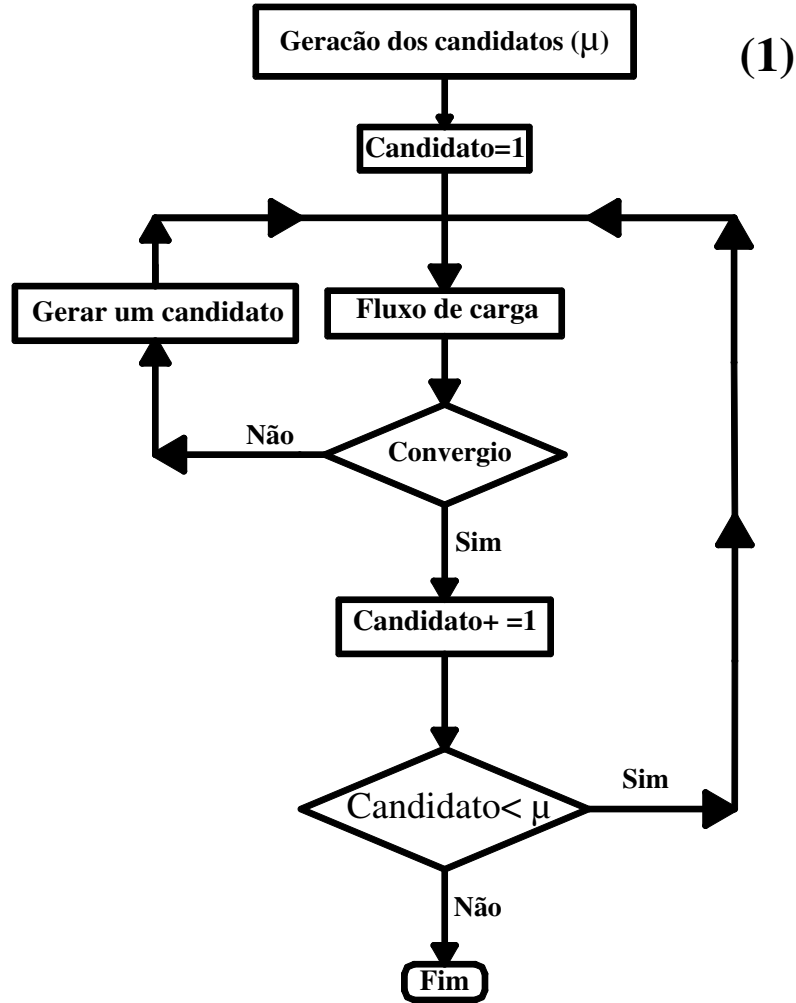 Geracão dos candidatos (μ)
(1)
Candidato=1
Gerar um candidato
Fluxo de carga
Não
Convergio
Sim
Candidato+ =1
Candidato< μ
Sim
Não
Fim